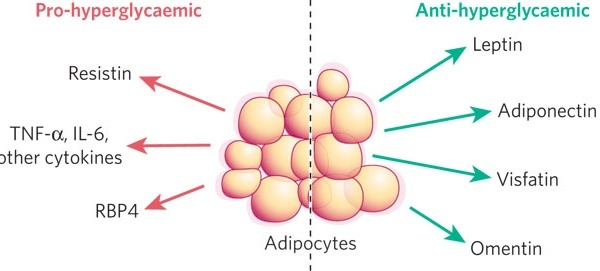 Pro-hyperglycaemic
Anti-hyperglycaemic
Resistin
TNF-α, IL-6,
other cytokines
RBP4
Leptin
Adiponectin
Visfatin
Omentin
Adipocytes